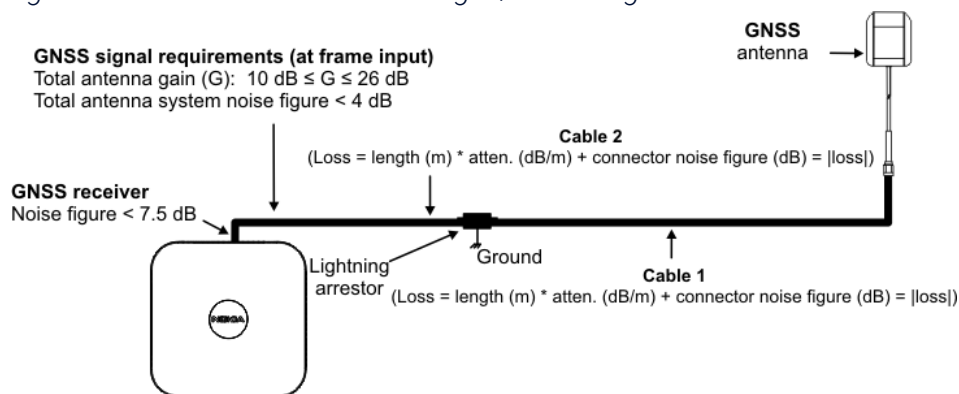 GNSS
antenna
GNSS signal requirements (at frame input)
Total antenna gain (G): 10 dB ≤ G ≤ 26 dB
Total antenna system noise figure < 4 dB
Cable 2
(Loss = length (m) * atten. (dB/m) + connector noise figure (dB) = |loss|)
GNSS receiver
Noise figure < 7.5 dB
Lightning
arrestor
Ground
Cable 1
(Loss = length (m) * atten. (dB/m) + connector noise figure (dB) = |loss|)
NOKIA